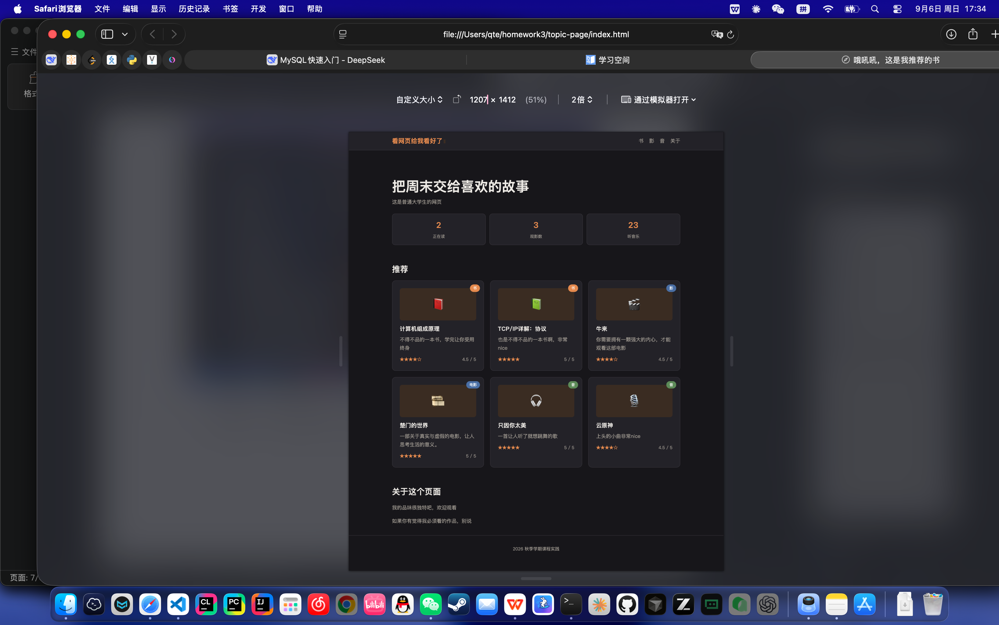 Safari浏览器 文件 编辑 显示 历史记录 书签 开发 窗口 帮助
拼 9月6日 周日 17:34
文件
file:///Users/qte/homework3/topic-page/index.html
MySQL 快速入门 - DeepSeek
学习空间
哦吼吼，这是我推荐的书
格式
自定义大小 1207 × 1412 (51%) 2倍 通过模拟器打开
看网页给我看好了
书 影 音 关于
把周末交给喜欢的故事
这是普通大学生的网页
2 3 23
正在读 观影数 听音乐
推荐
书
计算机组成原理
不得不品的一本书，学完让你受用
终身
★★★★☆ 4.5 / 5
书
TCP/IP详解：协议
也是不得不品的一本书啊，非常
nice
★★★★★ 5 / 5
影
牛来
你需要拥有一颗强大的内心，才能
观看这部电影
★★★★☆ 4.5 / 5
电影
楚门的世界
一部关于真实与虚假的电影，让人
思考生活的意义。
★★★★★ 5 / 5
音
只因你太美
一首让人听了就想跳舞的歌
★★★★★ 5 / 5
音
云原神
上头的小曲非常nice
★★★★☆ 4.5 / 5
关于这个页面
我的品味很独特吧，欢迎观看
如果你有觉得我必须看的作品，别说
2026 秋季学期课程实践
页面: 7/
CL PC IJ bilibili